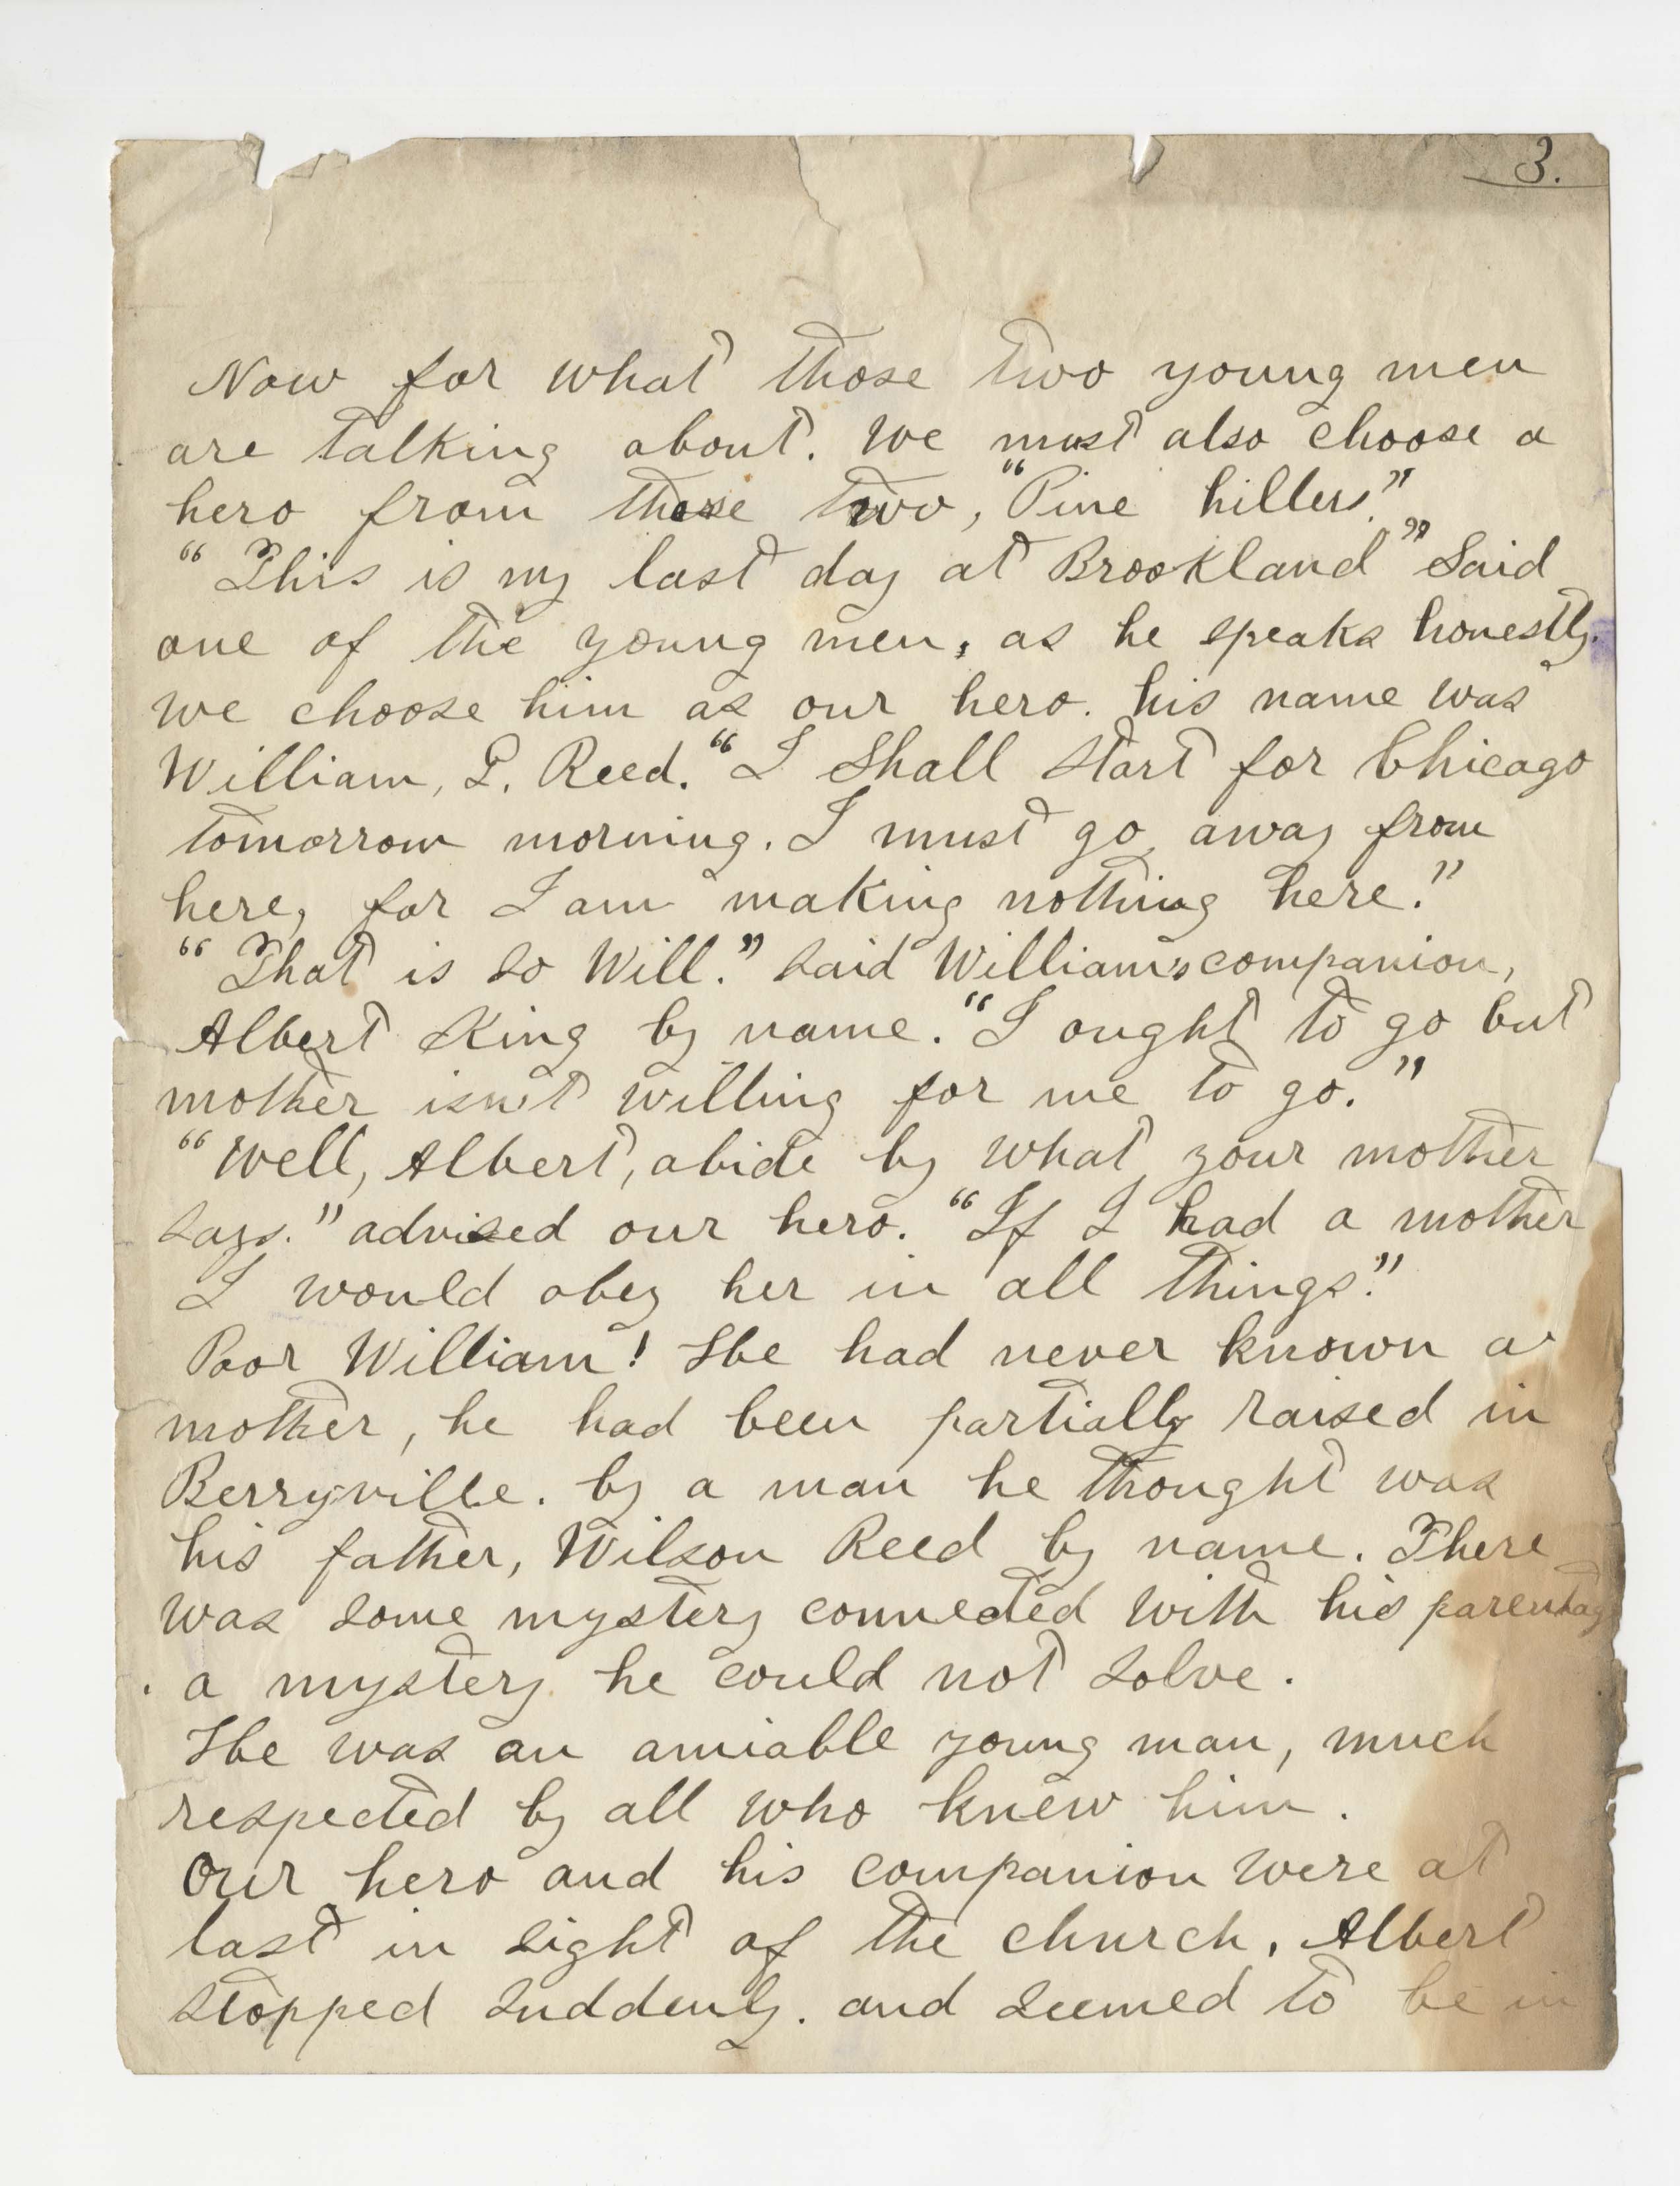 3.
Now for what those two young men
are talking about. We must also choose a
hero from these two, "Pine hillers."
"This is my last day at Brookland" Said
one of the young men, as he speaks honestly.
we choose him as our hero. his name was
William, P. Reed. "I Shall start for Chicago
tomorrow morning. I must go away from
here, for I am making nothing here."
"That is so Will." said William's companion,
Albert King by name. "I ought to go but
mother isn't willing for me to go."
"Well, Albert, abide by what your mother
says." advised our hero. "If I had a mother
I would obey her in all things."
Poor William! He had never known a
mother, he had been partially raised in
Berryville. by a man he thought was
his father, Wilson Reed by name. There
was some mystery connected with his parentag
a mystery he could not solve.
He was an amiable young man, much
respected by all who knew him.
Our hero and his companion were at
last in sight of the church, Albert
stopped suddenly. and seemed to be in